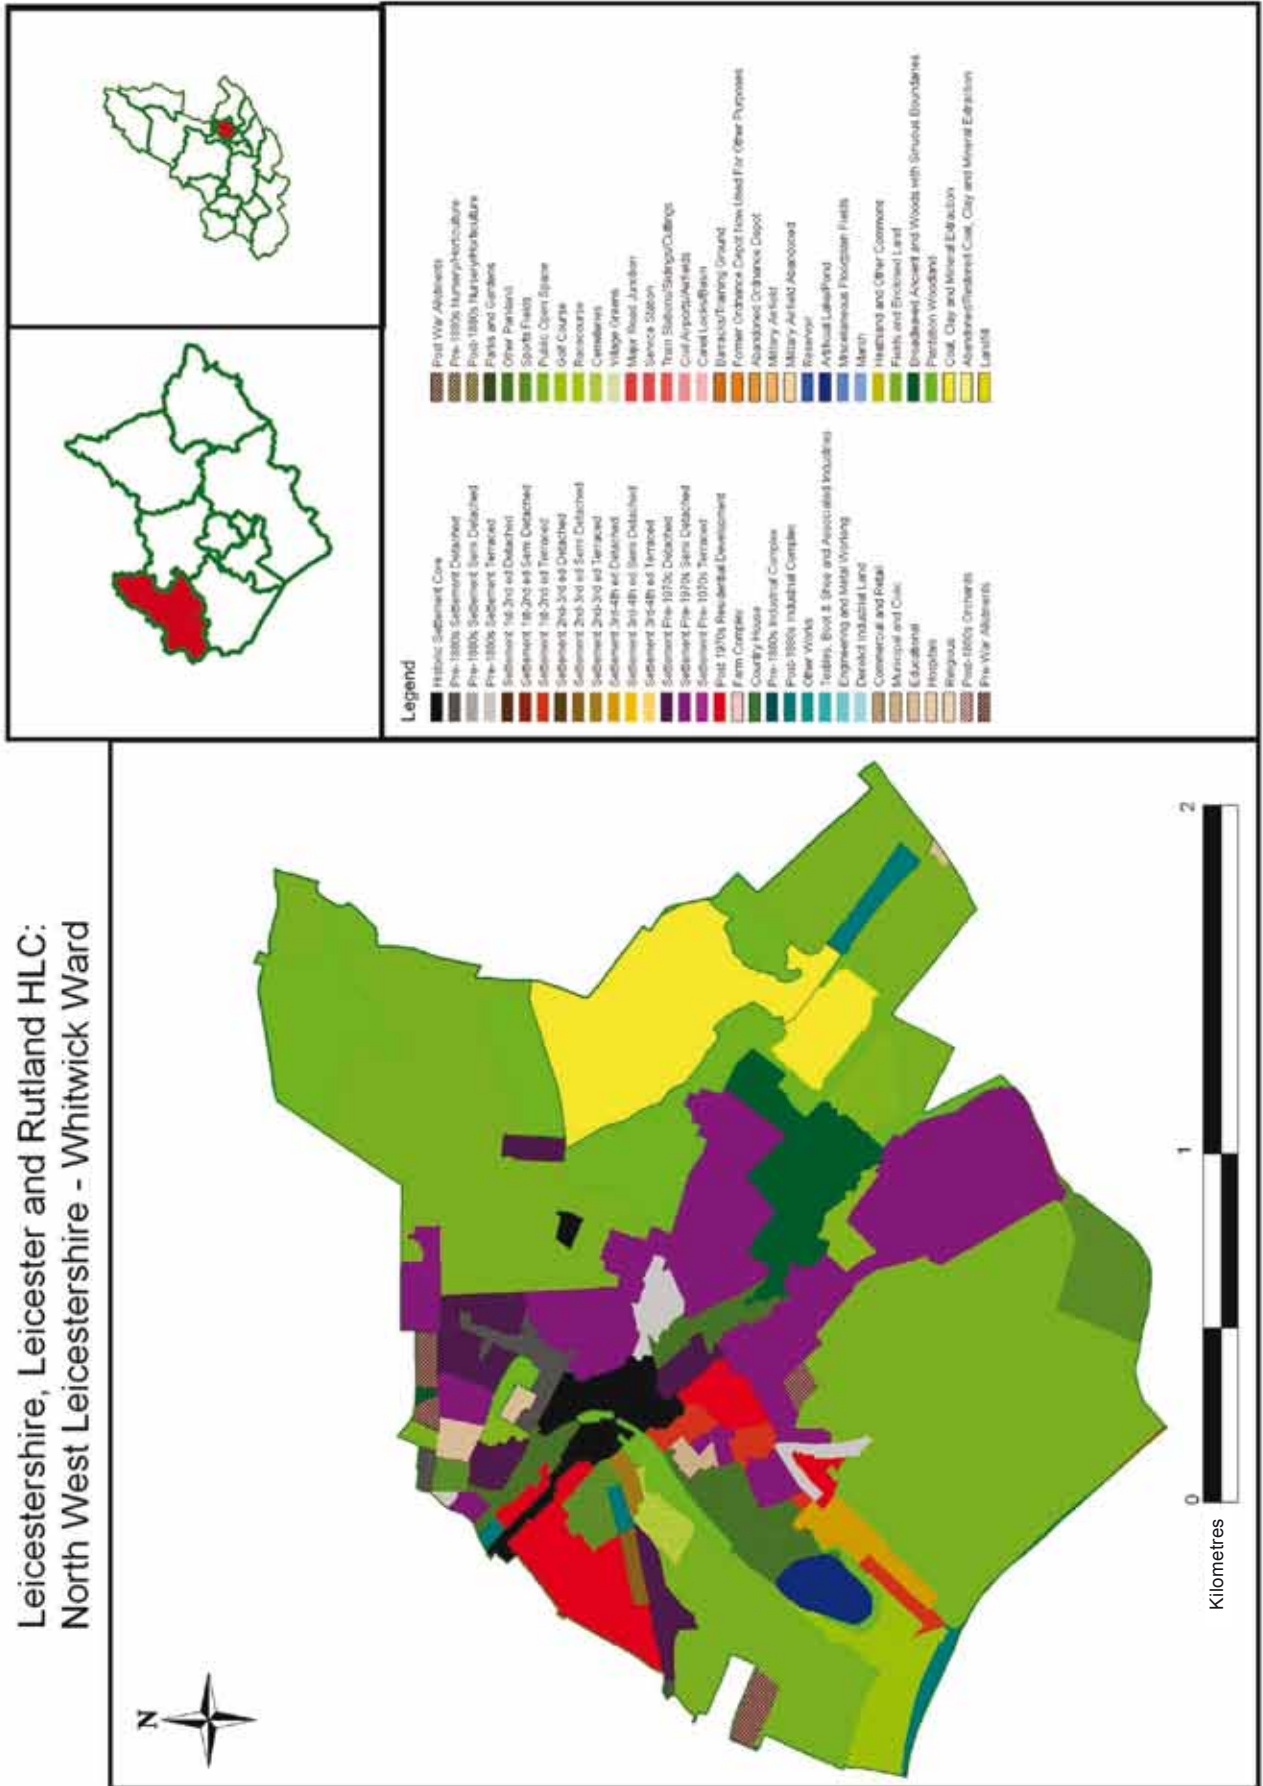 Leicestershire, Leicester and Rutland HLC:
North West Leicestershire - Whitwick Ward
N
Kilometres
0
1
2
Legend
Historic Settlement Core
Pre-1880s Settlement Detached
Pre-1880s Settlement Semi Detached
Pre-1880s Settlement Terraced
Settlement 1st-2nd ed Detached
Settlement 1st-2nd ed Semi Detached
Settlement 1st-2nd ed Terraced
Settlement 2nd-3rd ed Detached
Settlement 2nd-3rd ed Semi Detached
Settlement 2nd-3rd ed Terraced
Settlement 3rd-4th ed Detached
Settlement 3rd-4th ed Semi Detached
Settlement 3rd-4th ed Terraced
Settlement Pre-1970s Detached
Settlement Pre-1970s Semi Detached
Settlement Pre-1970s Terraced
Post 1970s Residential Development
Farm Complex
Country House
Pre-1880s Industrial Complex
Post-1880s Industrial Complex
Other Works
Textiles, Boot & Shoe and Associated Industries
Engineering and Metal Working
Derelict Industrial Land
Commercial and Retail
Municipal and Civic
Educational
Hospitals
Religious
Post-1880s Orchards
Pre-War Allotments
Post War Allotments
Pre-1880s Nursery/Horticulture
Post-1880s Nursery/Horticulture
Parks and Gardens
Other Parkland
Sports Fields
Public Open Space
Golf Course
Racecourse
Cemeteries
Village Greens
Major Road Junction
Service Station
Train Stations/Sidings/Cuttings
Civil Airports/Airfields
Canal Locks/Basin
Barracks/Training Ground
Former Ordnance Depot Now Used For Other Purposes
Abandoned Ordnance Depot
Military Airfield
Military Airfield Abandoned
Reservoir
Artificial Lake/Pond
Miscellaneous Floodplain Fields
Marsh
Heathland and Other Commons
Fields and Enclosed Land
Broadleaved Ancient and Woods with Sinuous Boundaries
Plantation Woodland
Coal, Clay and Mineral Extraction
Abandoned/Restored Coal, Clay and Mineral Extraction
Landfill